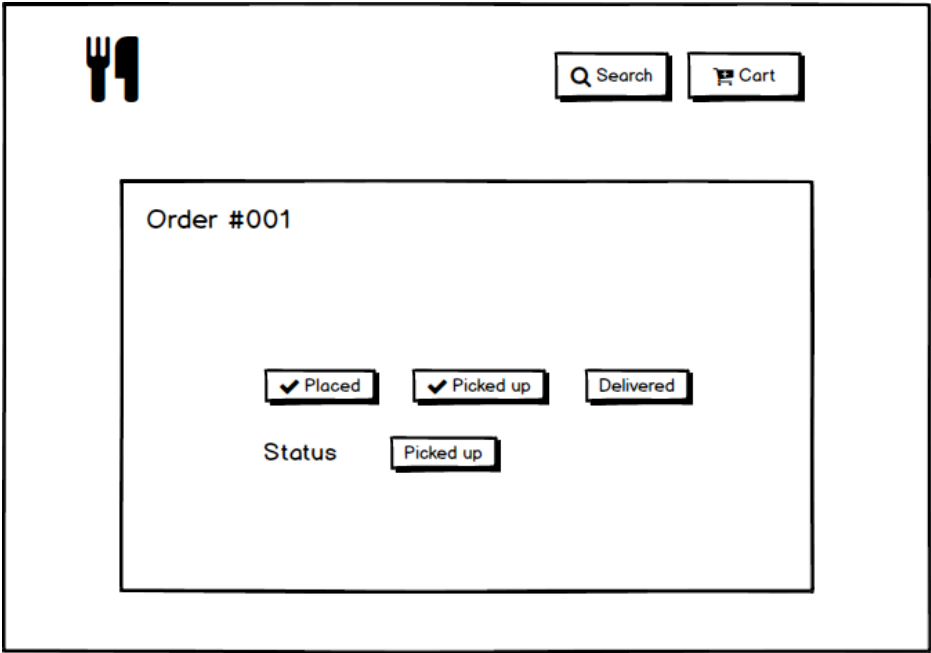 Search Cart
Order #001
Placed Picked up Delivered
Status Picked up